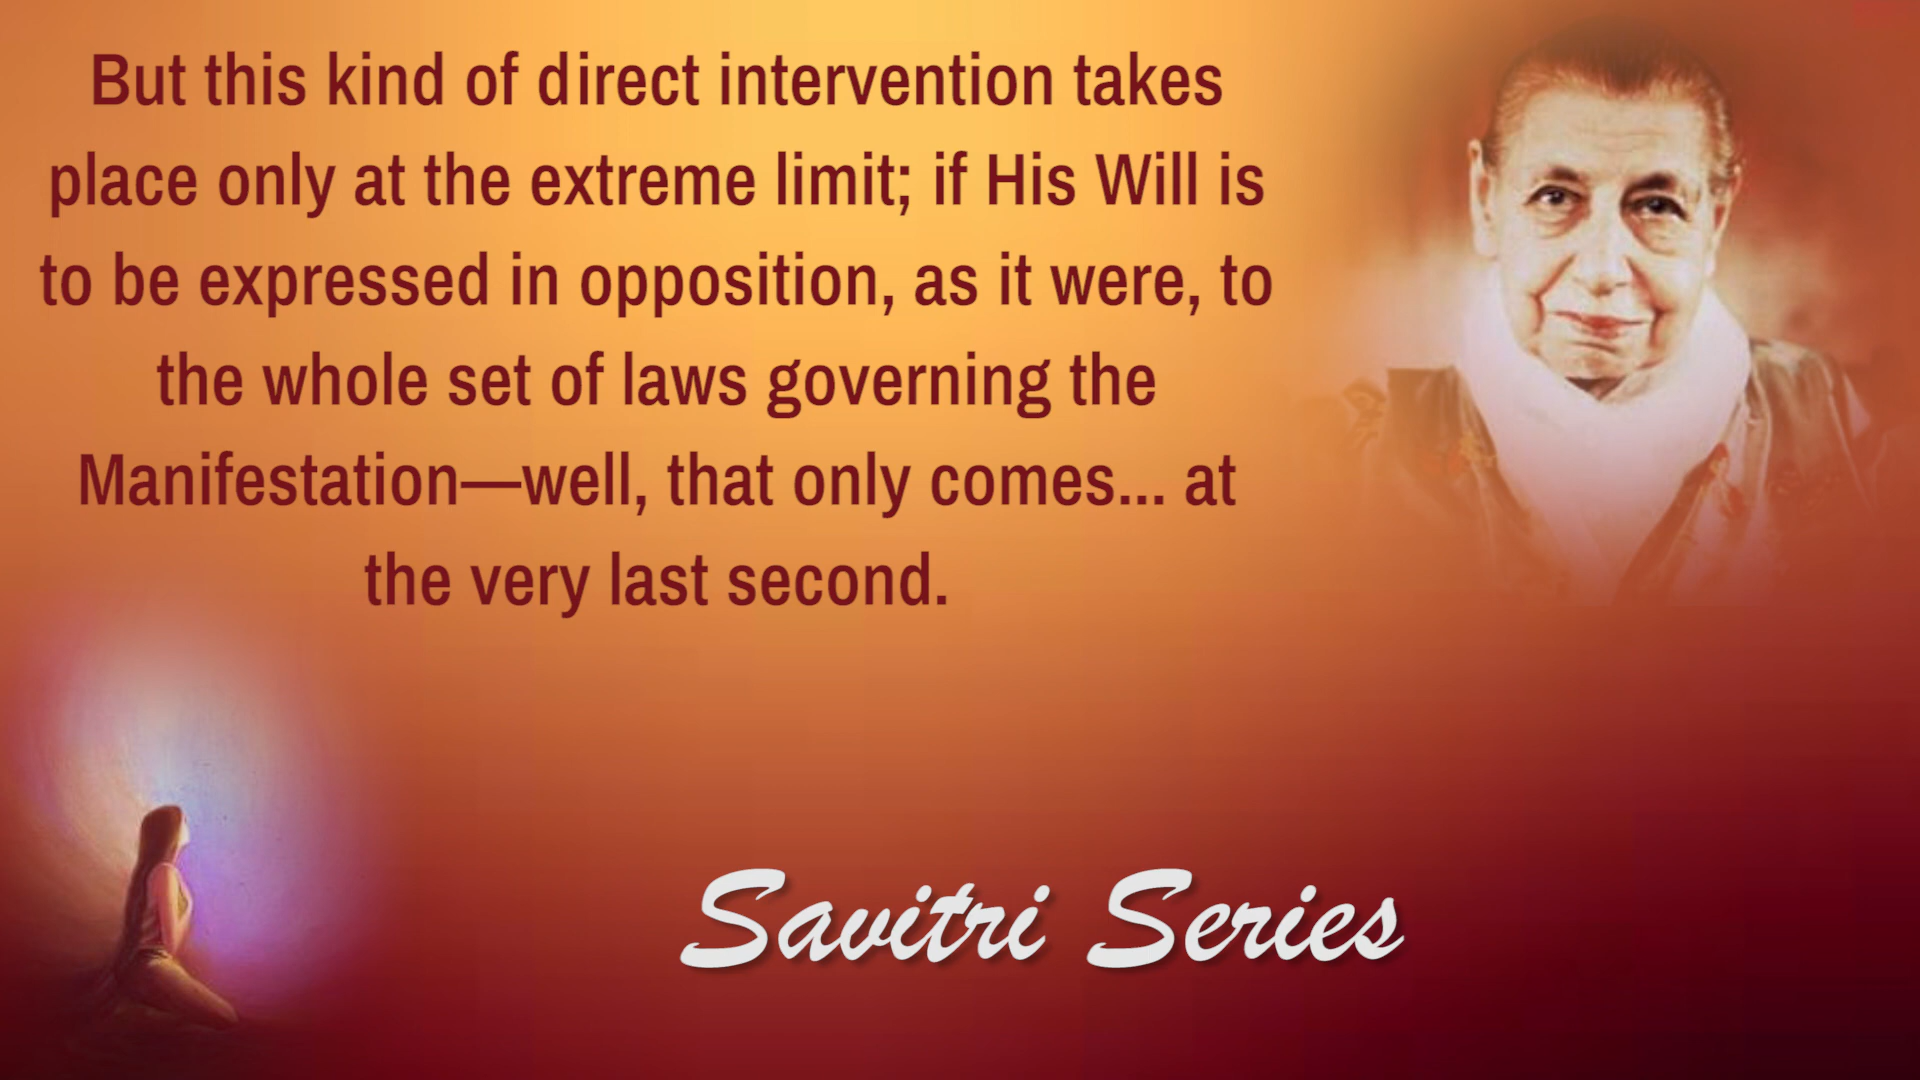 But this kind of direct intervention takes
place only at the extreme limit; if His Will is
to be expressed in opposition, as it were, to
the whole set of laws governing the
Manifestation—well, that only comes... at
the very last second.
Savitri Series